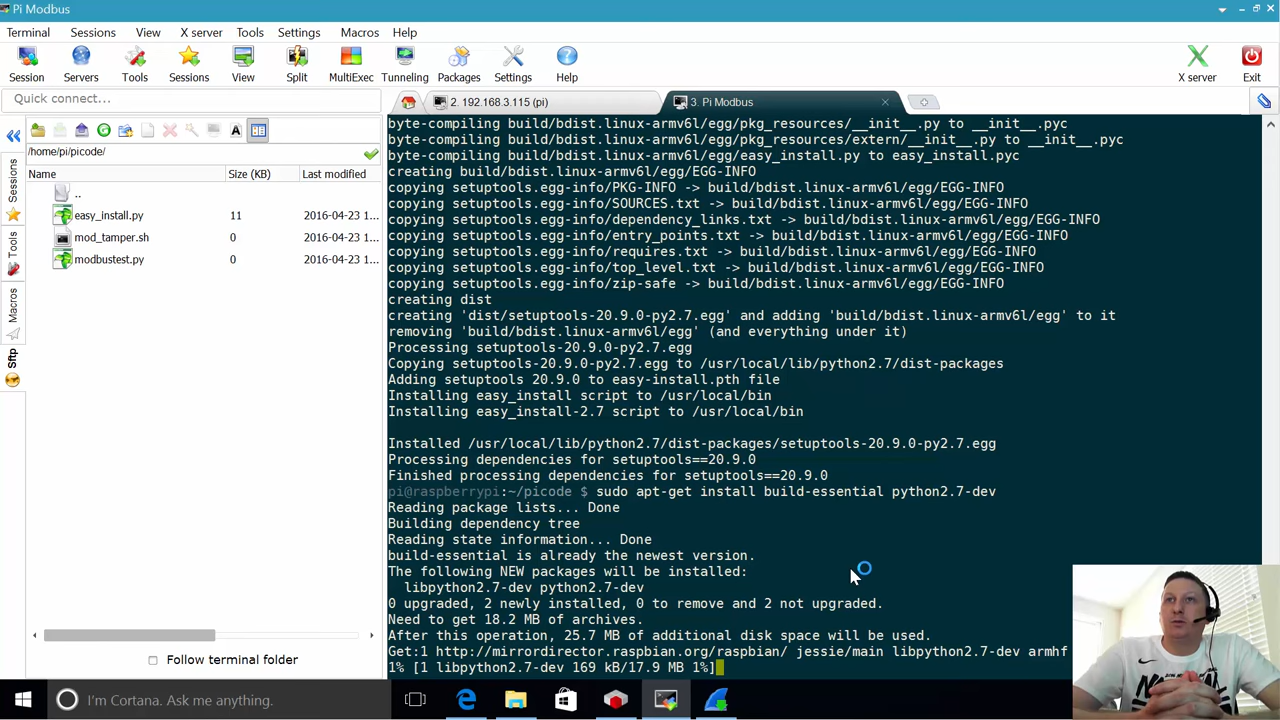 Pi Modbus
Terminal Sessions View X server Tools Settings Macros Help
Session Servers Tools Sessions View Split MultiExec Tunneling Packages Settings Help X server Exit
Quick connect...
2. 192.168.3.115 (pi)
3. Pi Modbus
/home/pi/picode/
Name Size (KB) Last modified
..
easy_install.py 11 2016-04-23 1...
mod_tamper.sh 0 2016-04-23 1...
modbustest.py 0 2016-04-23 1...
Sessions
Tools
Macros
Sftp
Follow terminal folder
byte-compiling build/bdist.linux-armv6l/egg/pkg_resources/__init__.py to __init__.pyc
byte-compiling build/bdist.linux-armv6l/egg/pkg_resources/extern/__init__.py to __init__.pyc
byte-compiling build/bdist.linux-armv6l/egg/easy_install.py to easy_install.pyc
creating build/bdist.linux-armv6l/egg/EGG-INFO
copying setuptools.egg-info/PKG-INFO -> build/bdist.linux-armv6l/egg/EGG-INFO
copying setuptools.egg-info/SOURCES.txt -> build/bdist.linux-armv6l/egg/EGG-INFO
copying setuptools.egg-info/dependency_links.txt -> build/bdist.linux-armv6l/egg/EGG-INFO
copying setuptools.egg-info/entry_points.txt -> build/bdist.linux-armv6l/egg/EGG-INFO
copying setuptools.egg-info/requires.txt -> build/bdist.linux-armv6l/egg/EGG-INFO
copying setuptools.egg-info/top_level.txt -> build/bdist.linux-armv6l/egg/EGG-INFO
copying setuptools.egg-info/zip-safe -> build/bdist.linux-armv6l/egg/EGG-INFO
creating dist
creating 'dist/setuptools-20.9.0-py2.7.egg' and adding 'build/bdist.linux-armv6l/egg' to it
removing 'build/bdist.linux-armv6l/egg' (and everything under it)
Processing setuptools-20.9.0-py2.7.egg
Copying setuptools-20.9.0-py2.7.egg to /usr/local/lib/python2.7/dist-packages
Adding setuptools 20.9.0 to easy-install.pth file
Installing easy_install script to /usr/local/bin
Installing easy_install-2.7 script to /usr/local/bin
Installed /usr/local/lib/python2.7/dist-packages/setuptools-20.9.0-py2.7.egg
Processing dependencies for setuptools==20.9.0
Finished processing dependencies for setuptools==20.9.0
pi@raspberrypi:~/picode $ sudo apt-get install build-essential python2.7-dev
Reading package lists... Done
Building dependency tree
Reading state information... Done
build-essential is already the newest version.
The following NEW packages will be installed:
libpython2.7-dev python2.7-dev
0 upgraded, 2 newly installed, 0 to remove and 2 not upgraded.
Need to get 18.2 MB of archives.
After this operation, 25.7 MB of additional disk space will be used.
Get:1 http://mirrordirector.raspbian.org/raspbian/ jessie/main libpython2.7-dev armhf
1% [1 libpython2.7-dev 169 kB/17.9 MB 1%]
I'm Cortana. Ask me anything.